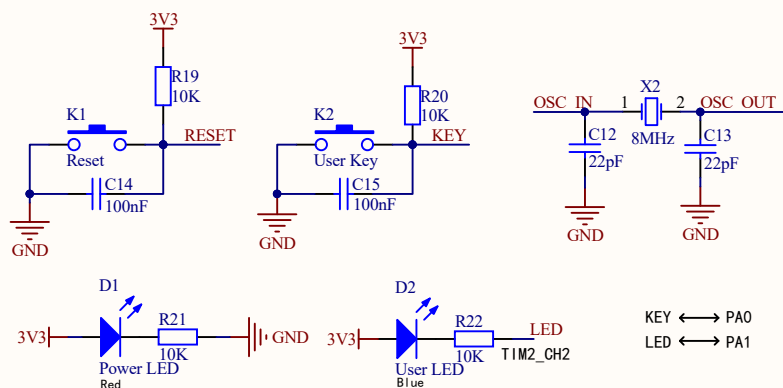 3V3
R19
10K
K1
Reset
RESET
C14
100nF
GND
3V3
R20
10K
K2
User Key
KEY
C15
100nF
GND
OSC_IN
1
X2
2
OSC_OUT
8MHz
C12
22pF
C13
22pF
GND
GND
D1
3V3
R21
10K
GND
Power LED
Red
D2
3V3
R22
10K
LED
TIM2_CH2
User LED
Blue
KEY ⟷ PA0
LED ⟷ PA1